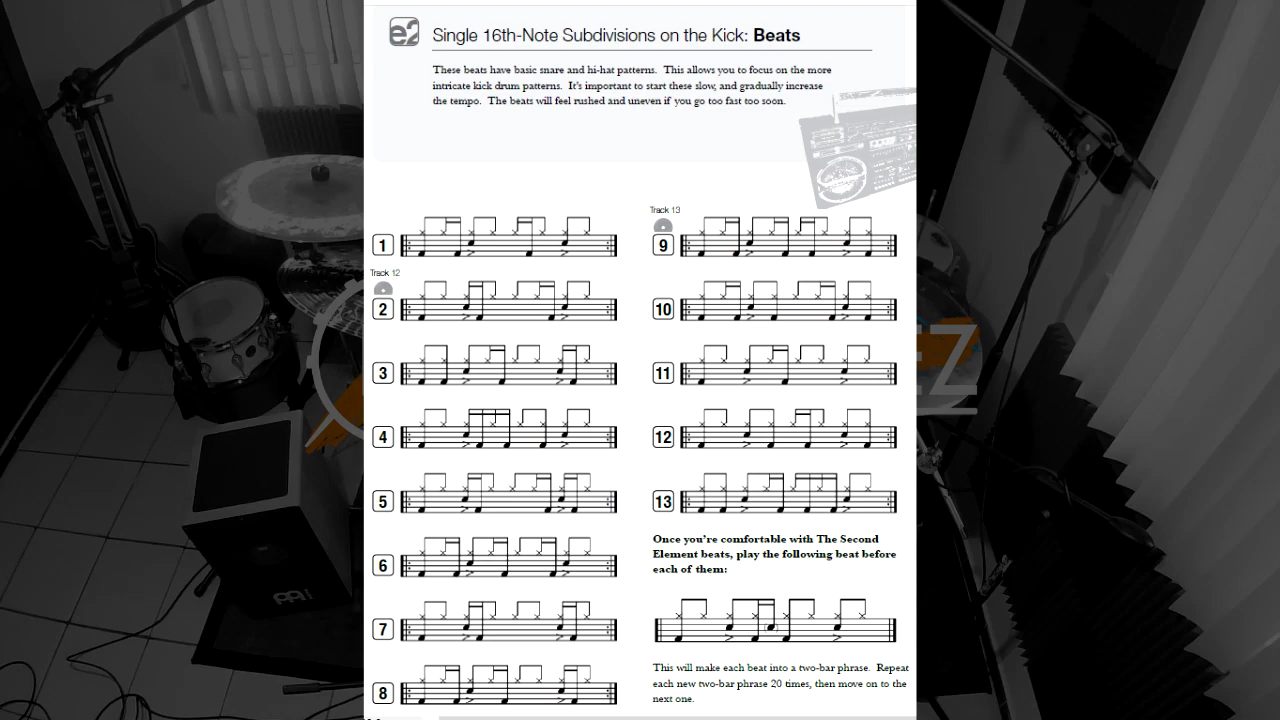 e2
Single 16th-Note Subdivisions on the Kick: Beats
These beats have basic snare and hi-hat patterns. This allows you to focus on the more
intricate kick drum patterns. It's important to start these slow, and gradually increase
the tempo. The beats will feel rushed and uneven if you go too fast too soon.
1
Track 12
2
3
4
5
6
7
8
Track 13
9
10
11
12
13
Once you're comfortable with The Second
Element beats, play the following beat before
each of them:
This will make each beat into a two-bar phrase. Repeat
each new two-bar phrase 20 times, then move on to the
next one.
EZ